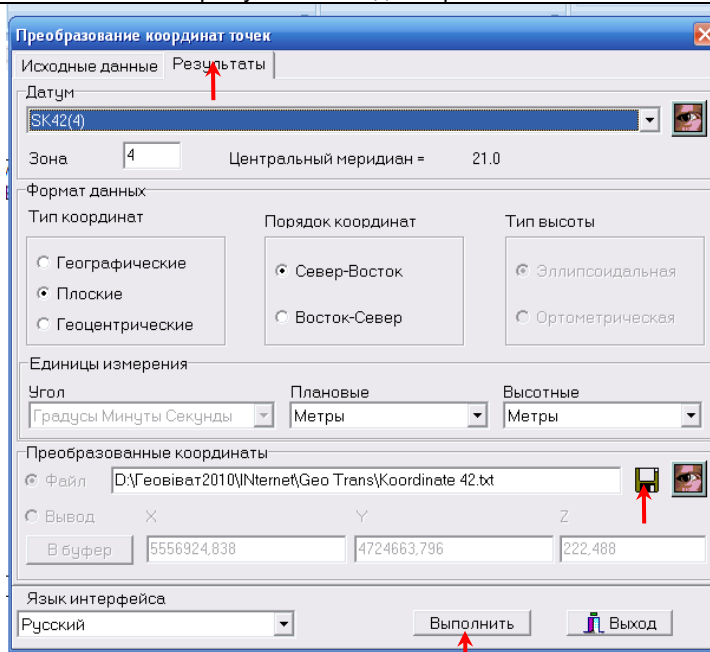 Преобразование координат точек
Исходные данные Результаты
Датум
SK42(4)
Зона 4 Центральный меридиан = 21.0
Формат данных
Тип координат Порядок координат Тип высоты
Географические Север-Восток Эллипсоидальная
Плоские
Геоцентрические Восток-Север Ортометрическая
Единицы измерения
Угол Плановые Высотные
Градусы Минуты Секунды Метры Метры
Преобразованные координаты
Файл D:\Геовіват2010\INternet\Geo Trans\Koordinate 42.txt
Вывод X Y Z
В буфер 5556924,838 4724663,796 222,488
Язык интерфейса
Русский Выполнить Выход